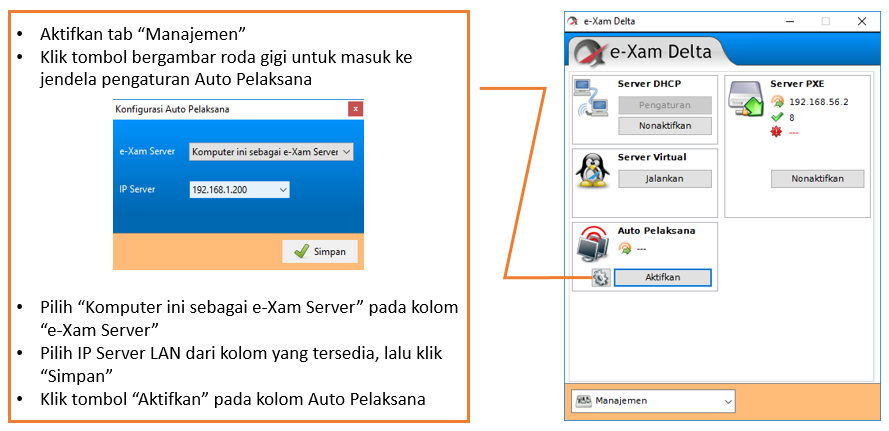 • Aktifkan tab “Manajemen”
• Klik tombol bergambar roda gigi untuk masuk ke
jendela pengaturan Auto Pelaksana
Konfigurasi Auto Pelaksana
x
e-Xam Server
Komputer ini sebagai e-Xam Server
IP Server
192.168.1.200
Simpan
• Pilih “Komputer ini sebagai e-Xam Server” pada kolom
“e-Xam Server”
• Pilih IP Server LAN dari kolom yang tersedia, lalu klik
“Simpan”
• Klik tombol “Aktifkan” pada kolom Auto Pelaksana
e-Xam Delta
e-Xam Delta
Server DHCP
Pengaturan
Nonaktifkan
Server PXE
192.168.56.2
8
---
Nonaktifkan
Server Virtual
Jalankan
Auto Pelaksana
---
Aktifkan
Manajemen